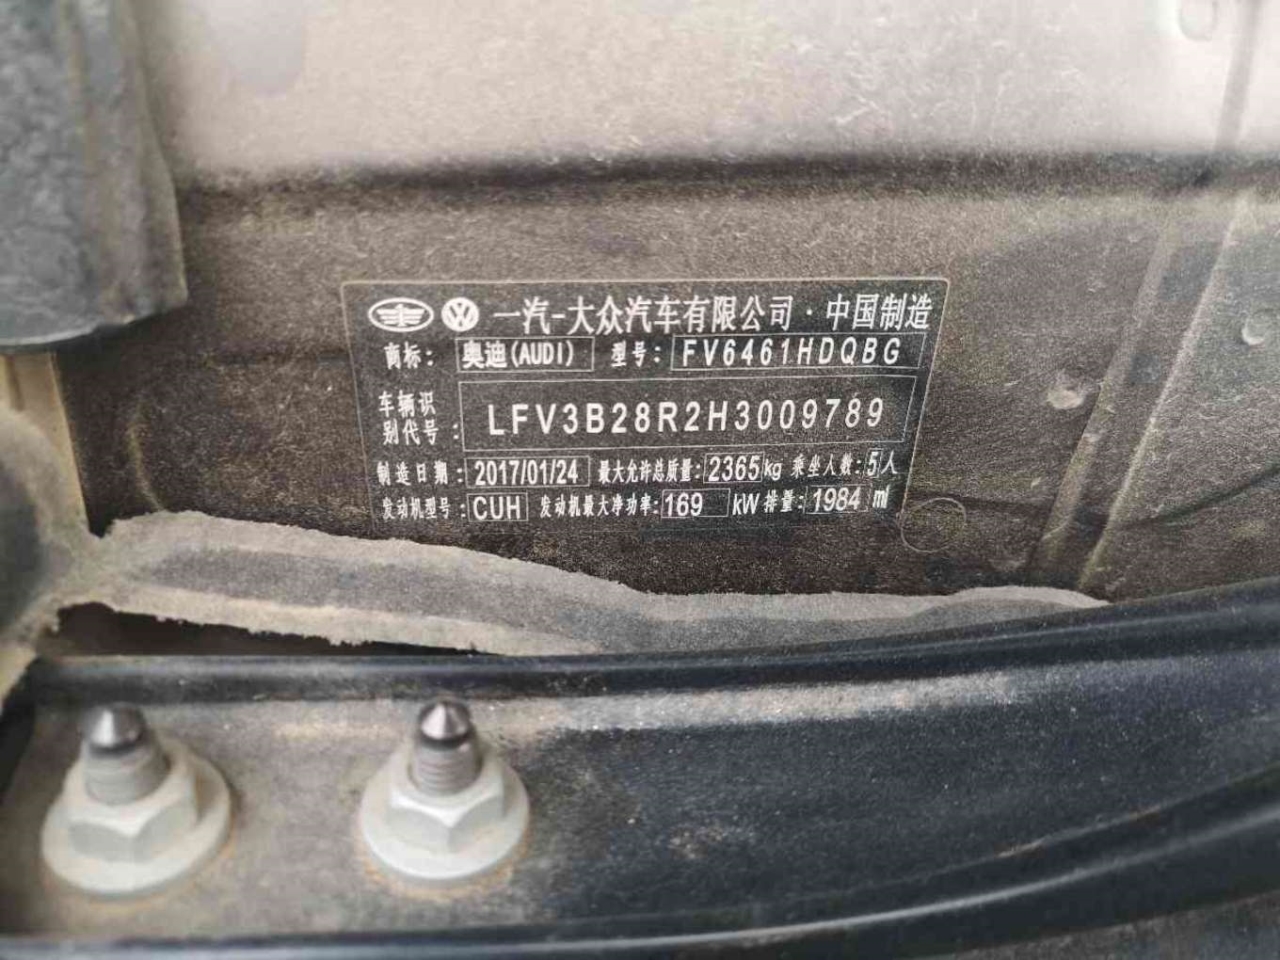 一汽-大众汽车有限公司·中国制造
商标: 奥迪(AUDI) 型号: FV6461HDQBG
车辆识别代号: LFV3B28R2H3009789
制造日期: 2017/01/24 最大允许总质量: 2365kg 乘坐人数: 5人
发动机型号: CUH 发动机最大净功率: 169 kW 排量: 1984 ml